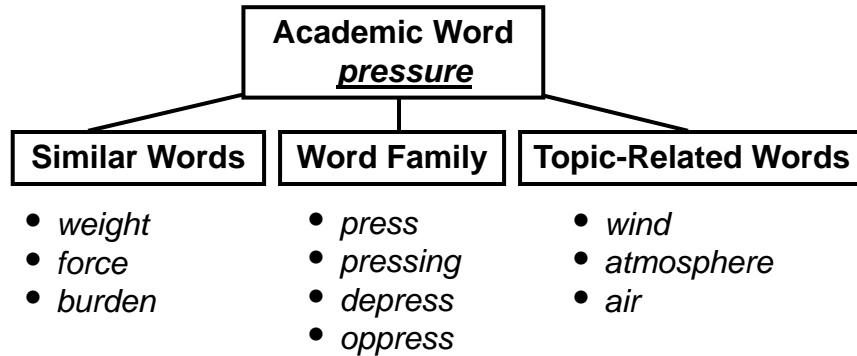 Academic Word
pressure
Similar Words
• weight
• force
• burden
Word Family
• press
• pressing
• depress
• oppress
Topic-Related Words
• wind
• atmosphere
• air